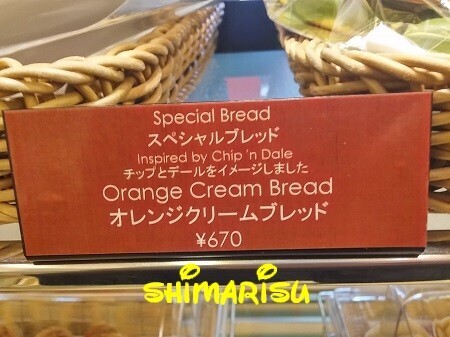 Special Bread
スペシャルブレッド
Inspired by Chip 'n Dale
チップとデールをイメージしました
Orange Cream Bread
オレンジクリームブレッド
¥670
SHIMARISU